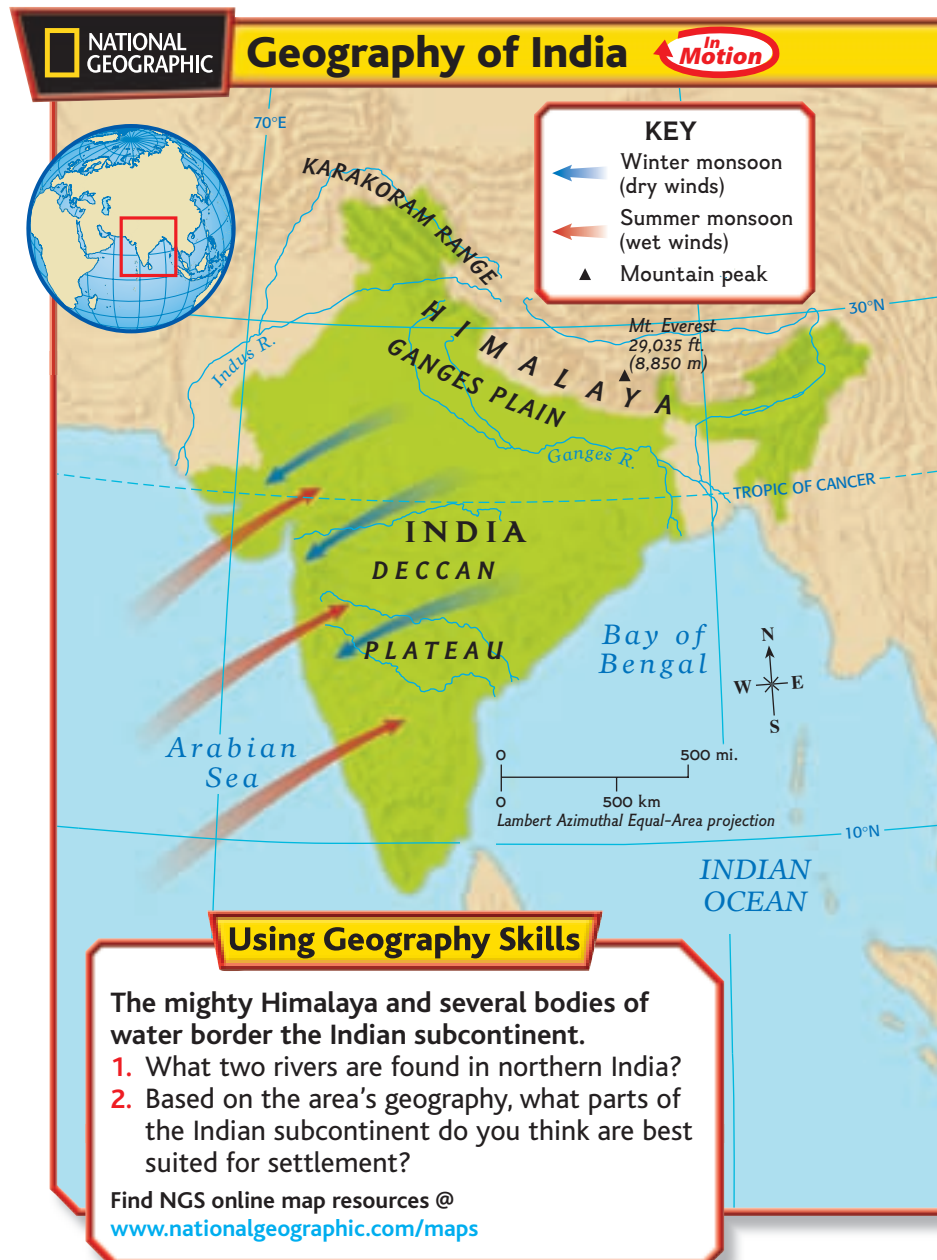 NATIONAL
GEOGRAPHIC
Geography of India
In
Motion
70°E
KEY
Winter monsoon
(dry winds)
Summer monsoon
(wet winds)
Mountain peak
KARAKORAM RANGE
30°N
HIMALAYA
Mt. Everest
29,035 ft.
(8,850 m)
Indus R.
GANGES PLAIN
Ganges R.
TROPIC OF CANCER
INDIA
DECCAN
PLATEAU
Bay of
Bengal
N
W E
S
Arabian
Sea
0 500 mi.
0 500 km
Lambert Azimuthal Equal-Area projection
10°N
INDIAN
OCEAN
Using Geography Skills
The mighty Himalaya and several bodies of
water border the Indian subcontinent.
1. What two rivers are found in northern India?
2. Based on the area's geography, what parts of
the Indian subcontinent do you think are best
suited for settlement?
Find NGS online map resources @
www.nationalgeographic.com/maps